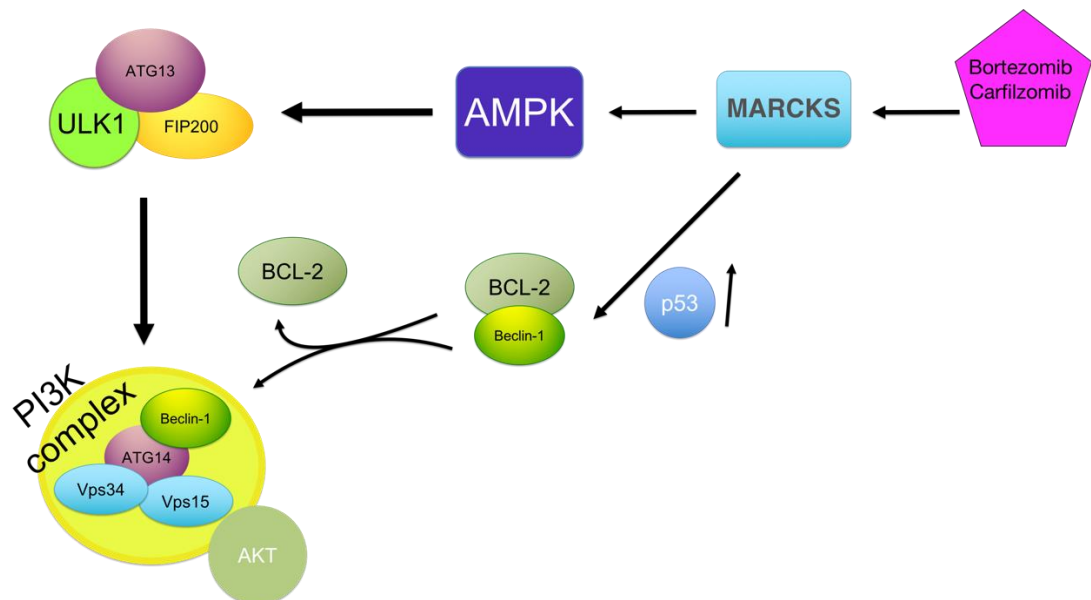 ATG13
ULK1
FIP200
AMPK
MARCKS
Bortezomib
Carfilzomib
BCL-2
BCL-2
Beclin-1
p53
PI3K
complex
Beclin-1
ATG14
Vps34
Vps15
AKT